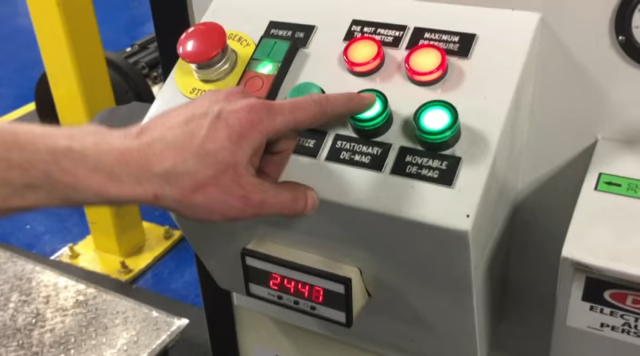 POWER ON
DIE NOT PRESENT
TO MAGNETIZE
MAXIMUM
PRESSURE
STATIONARY
DE-MAG
MOVEABLE
DE-MAG
2448